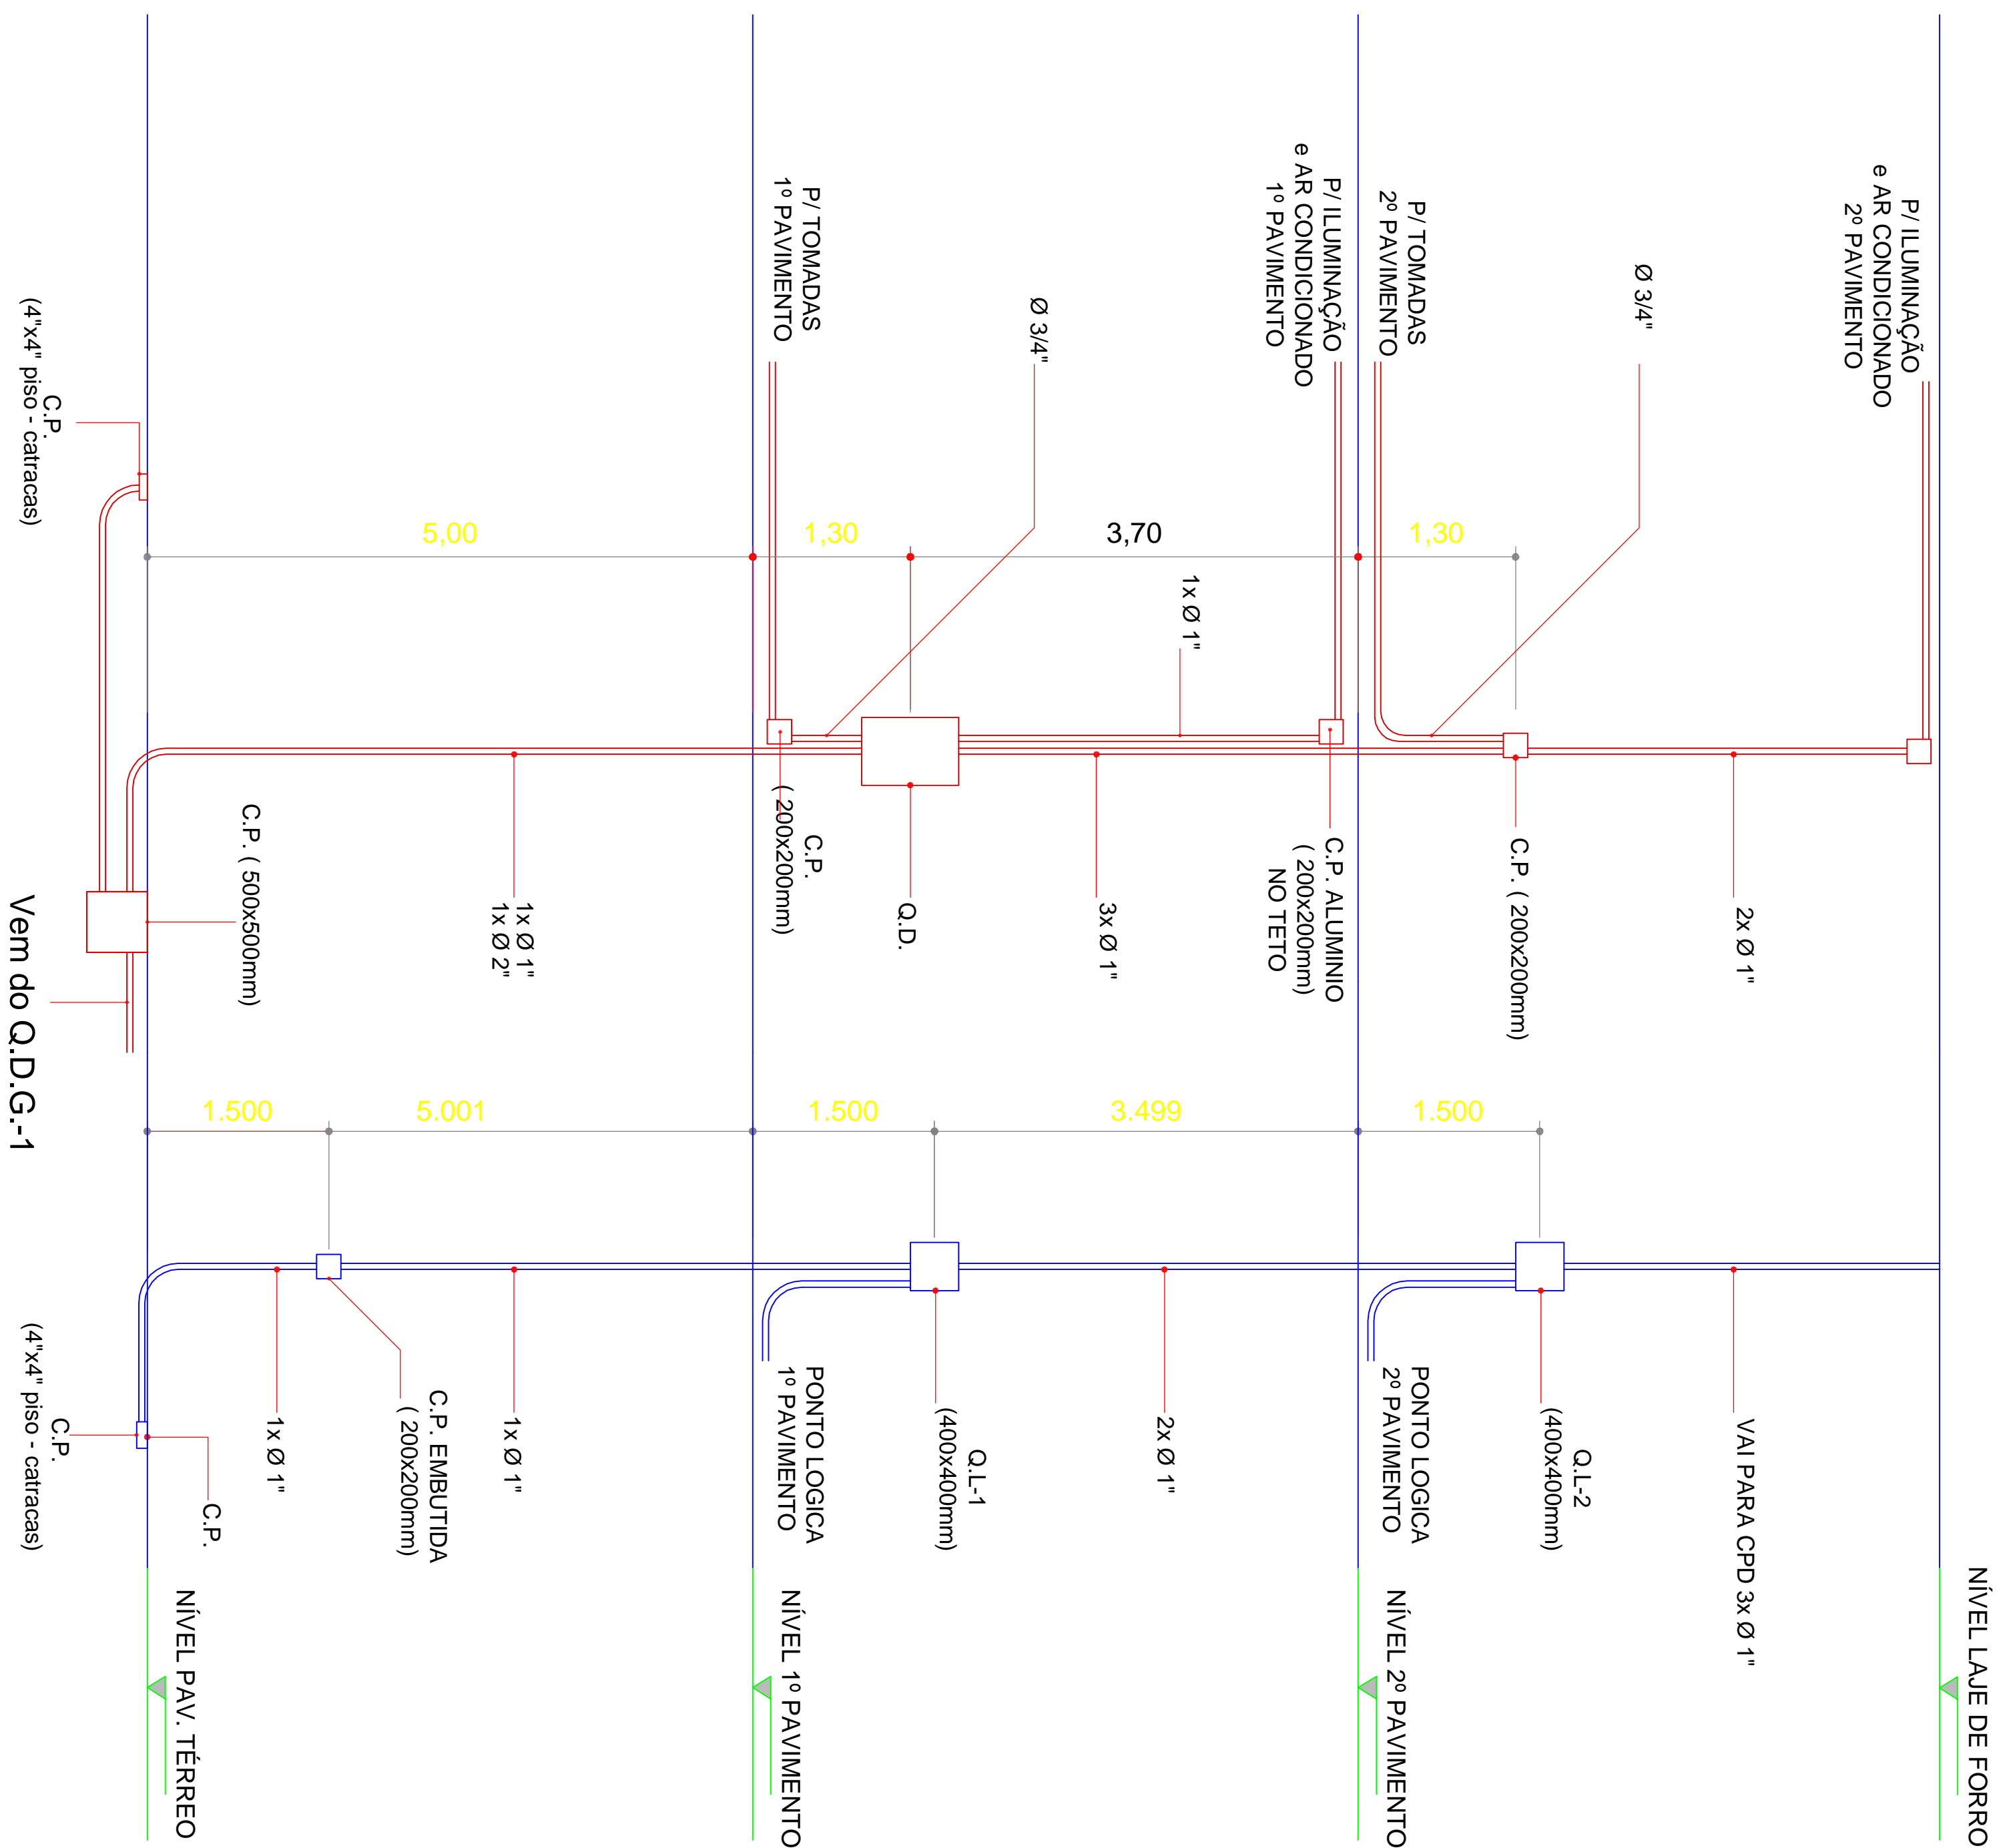 NÍVEL LAJE DE FORRO
P/ ILUMINAÇÃO
e AR CONDICIONADO
2º PAVIMENTO
2x Ø 1"
VAI PARA CPD 3x Ø 1"
Ø 3/4"
C.P. ( 200x200mm)
Q.L-2
(400x400mm)
1,30
1.500
P/ TOMADAS
2º PAVIMENTO
PONTO LOGICA
2º PAVIMENTO
NÍVEL 2º PAVIMENTO
P/ ILUMINAÇÃO
e AR CONDICIONADO
1º PAVIMENTO
C.P. ALUMINIO
( 200x200mm)
NO TETO
1x Ø 1"
3,70
3.499
3x Ø 1"
2x Ø 1"
Ø 3/4"
Q.D.
Q.L-1
(400x400mm)
1,30
1.500
P/ TOMADAS
1º PAVIMENTO
C.P.
( 200x200mm)
PONTO LOGICA
1º PAVIMENTO
NÍVEL 1º PAVIMENTO
5,00
5.001
1x Ø 1"
1x Ø 2"
1x Ø 1"
C.P. EMBUTIDA
( 200x200mm)
1.500
1x Ø 1"
C.P. ( 500x500mm)
C.P.
NÍVEL PAV. TÉRREO
C.P.
(4"x4" piso - catracas)
Vem do Q.D.G.-1
C.P.
(4"x4" piso - catracas)